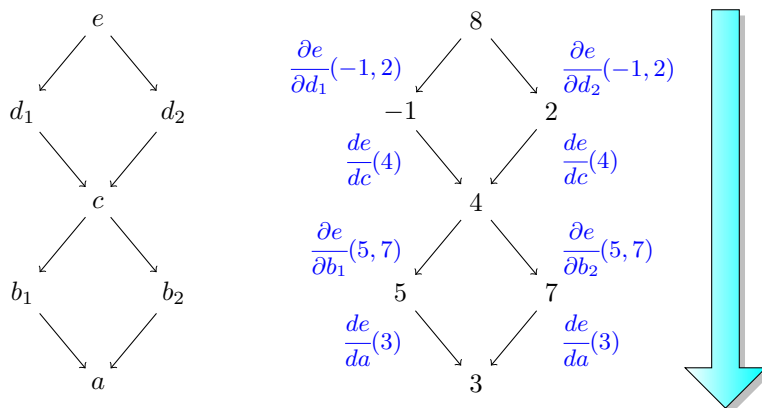 e 8
∂e/∂d₁(−1, 2) ∂e/∂d₂(−1, 2)
d₁ d₂ −1 2
de/dc(4) de/dc(4)
c 4
∂e/∂b₁(5, 7) ∂e/∂b₂(5, 7)
b₁ b₂ 5 7
de/da(3) de/da(3)
a 3